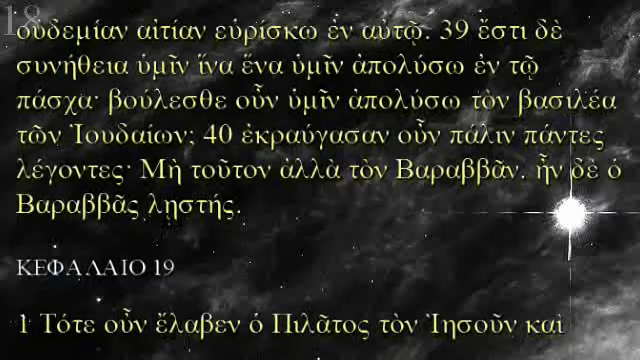 18
οὐδεμίαν αἰτίαν εὑρίσκω ἐν αὐτῷ. 39 ἔστι δὲ
συνήθεια ὑμῖν ἵνα ἕνα ὑμῖν ἀπολύσω ἐν τῷ
πάσχα· βούλεσθε οὖν ὑμῖν ἀπολύσω τὸν βασιλέα
τῶν Ἰουδαίων; 40 ἐκραύγασαν οὖν πάλιν πάντες
λέγοντες· Μὴ τοῦτον ἀλλὰ τὸν Βαραββᾶν. ἦν δὲ ὁ
Βαραββᾶς λῃστής.
ΚΕΦΑΛΑΙΟ 19
1 Τότε οὖν ἔλαβεν ὁ Πιλᾶτος τὸν Ἰησοῦν καὶ